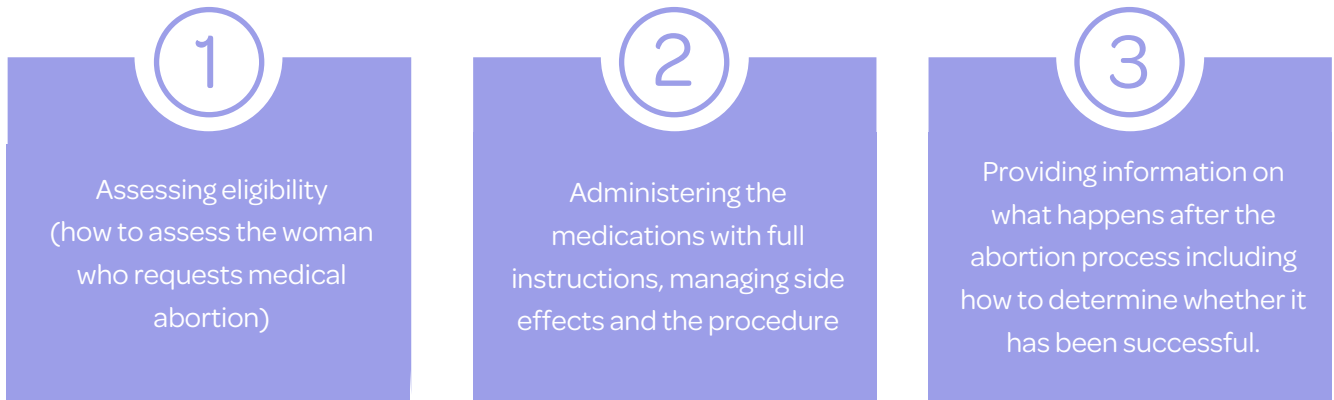 1
Assessing eligibility
(how to assess the woman
who requests medical
abortion)
2
Administering the
medications with full
instructions, managing side
effects and the procedure
3
Providing information on
what happens after the
abortion process including
how to determine whether it
has been successful.